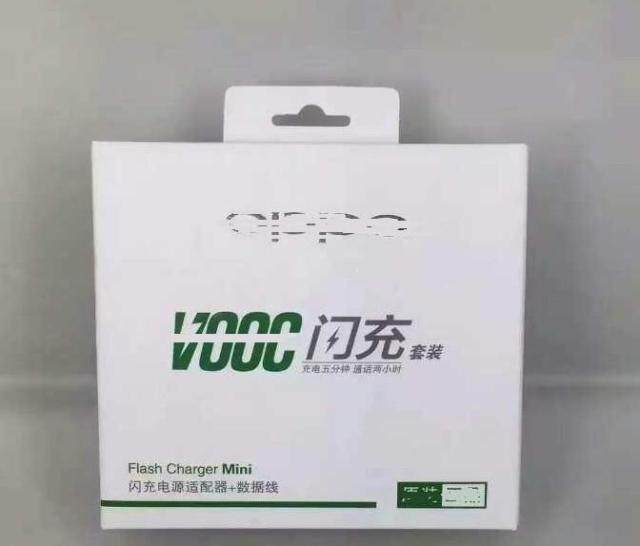 VOOC闪充套装
充电五分钟 通话两小时
Flash Charger Mini
闪充电源适配器+数据线